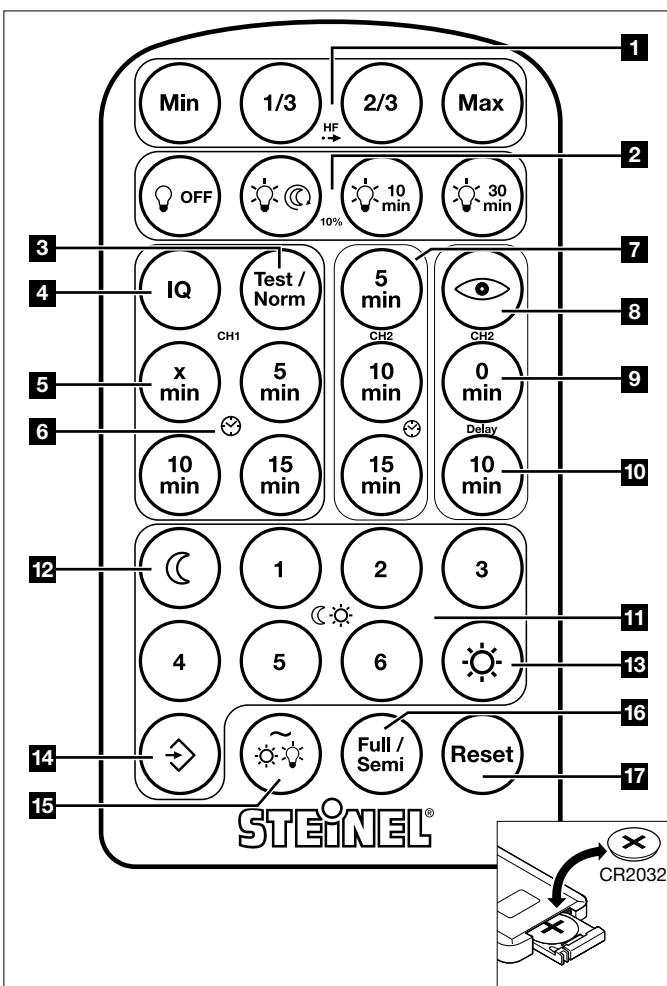 1
Min 1/3 2/3 Max
HF
2
OFF 10 min 30 min
10%
3
7
4
IQ Test / Norm 5 min
8
CH1 CH2 CH2
5
x min 5 min 10 min 0 min
9
6
Delay
10 min 15 min 15 min 10 min
10
12
1 2 3
11
4 5 6
13
16
14
Full / Semi Reset
15
17
STEINEL®
CR2032